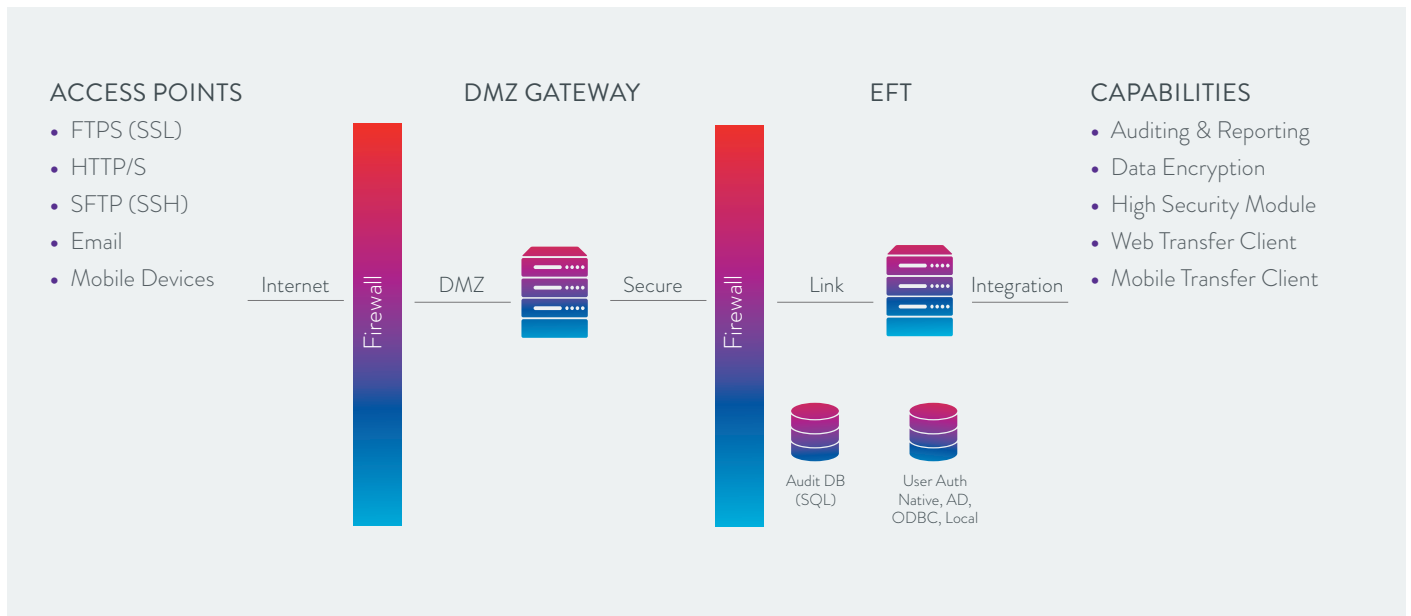 ACCESS POINTS
• FTPS (SSL)
• HTTP/S
• SFTP (SSH)
• Email
• Mobile Devices
Internet
Firewall
DMZ GATEWAY
DMZ
Secure
Firewall
EFT
Link
Integration
Audit DB
(SQL)
User Auth
Native, AD,
ODBC, Local
CAPABILITIES
• Auditing & Reporting
• Data Encryption
• High Security Module
• Web Transfer Client
• Mobile Transfer Client